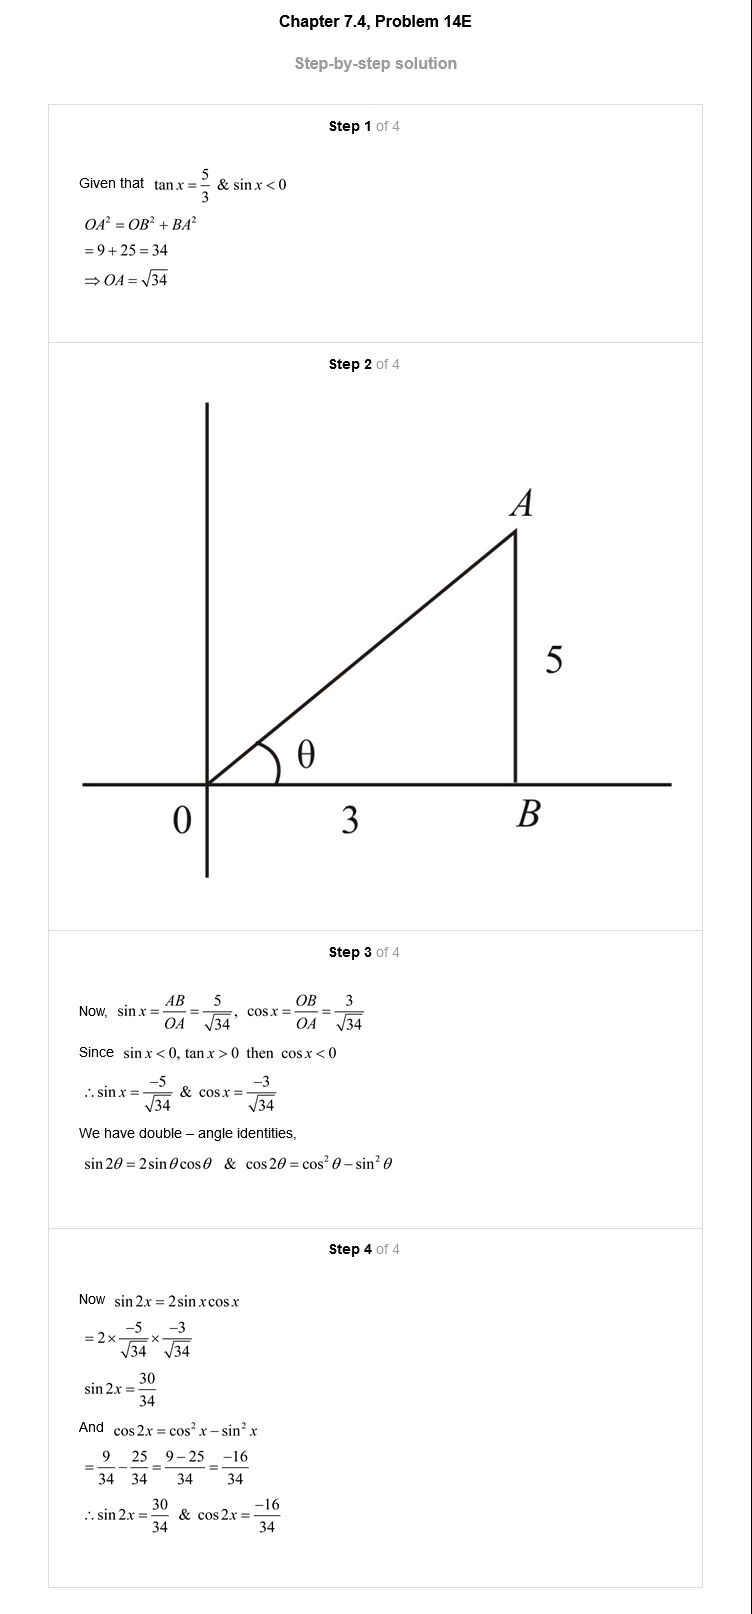 Chapter 7.4, Problem 14E
Step-by-step solution
Step 1 of 4
Given that tan x = 5/3 & sin x < 0
OA² = OB² + BA²
= 9 + 25 = 34
⇒ OA = √34
Step 2 of 4
A
5
θ
0 3 B
Step 3 of 4
Now, sin x = AB/OA = 5/√34, cos x = OB/OA = 3/√34
Since sin x < 0, tan x > 0 then cos x < 0
∴ sin x = −5/√34 & cos x = −3/√34
We have double – angle identities,
sin 2θ = 2 sin θ cos θ & cos 2θ = cos² θ − sin² θ
Step 4 of 4
Now sin 2x = 2 sin x cos x
= 2 × −5/√34 × −3/√34
sin 2x = 30/34
And cos 2x = cos² x − sin² x
= 9/34 − 25/34 = 9 − 25/34 = −16/34
∴ sin 2x = 30/34 & cos 2x = −16/34